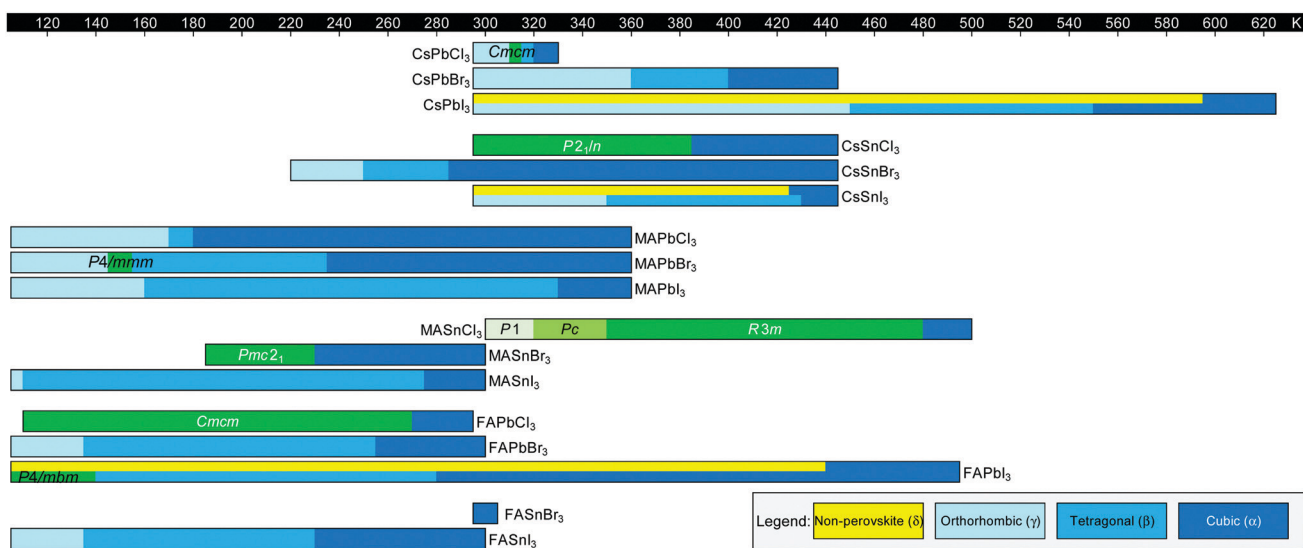 120 140 160 180 200 220 240 260 280 300 320 340 360 380 400 420 440 460 480 500 520 540 560 580 600 620 K
CsPbCl₃ Cmcm
CsPbBr₃
CsPbI₃
P2₁/n CsSnCl₃
CsSnBr₃
CsSnI₃
MAPbCl₃
P4/mmm MAPbBr₃
MAPbI₃
MASnCl₃ P1 Pc R3m
Pmc2₁ MASnBr₃
MASnI₃
Cmcm FAPbCl₃
FAPbBr₃
P4/mbm FAPbI₃
FASnBr₃
Legend: Non-perovskite (δ) Orthorhombic (γ) Tetragonal (β) Cubic (α)
FASnI₃